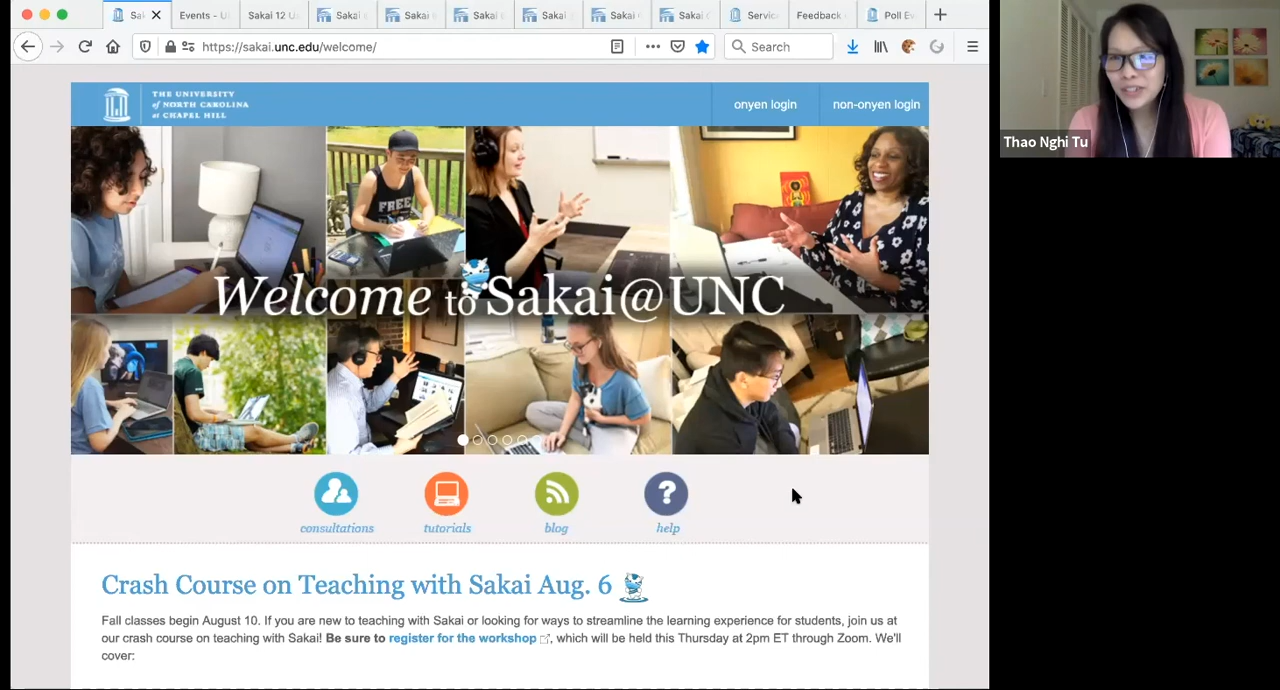 Sak
Events - U
Sakai 12 U
Sakai
Sakai
Sakai
Sakai
Sakai
Sakai
Servic
Feedback
Poll Ev
https://sakai.unc.edu/welcome/
Search
THE UNIVERSITY
of NORTH CAROLINA
at CHAPEL HILL
onyen login
non-onyen login
Thao Nghi Tu
FREE
Welcome to Sakai@UNC
consultations
tutorials
blog
help
Crash Course on Teaching with Sakai Aug. 6
Fall classes begin August 10. If you are new to teaching with Sakai or looking for ways to streamline the learning experience for students, join us at
our crash course on teaching with Sakai! Be sure to register for the workshop, which will be held this Thursday at 2pm ET through Zoom. We'll
cover: